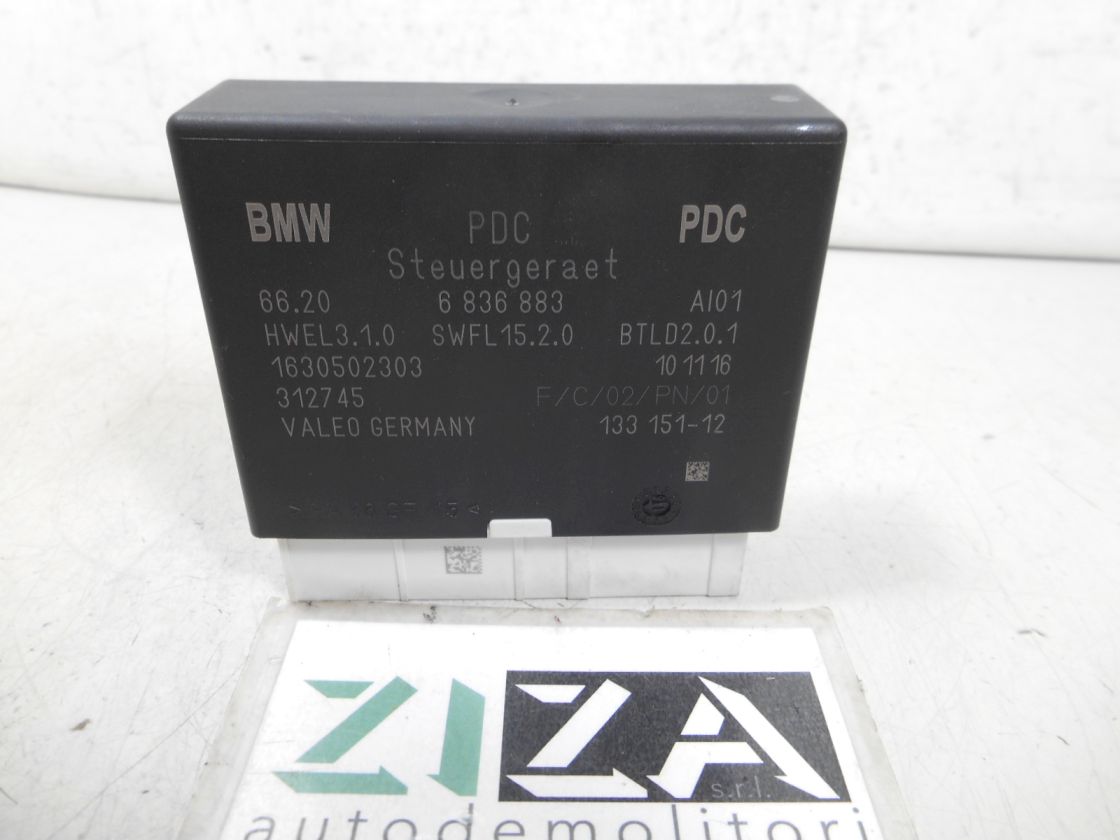 BMW PDC PDC
Steuergeraet
66.20 6 836 883 AI01
HWEL3.1.0 SWFL15.2.0 BTLD2.0.1
1630502303 10 11 16
312745 F/C/02/PN/01
VALEO GERMANY 133 151-12
ZIZA
s.r.l.
autodemolitori